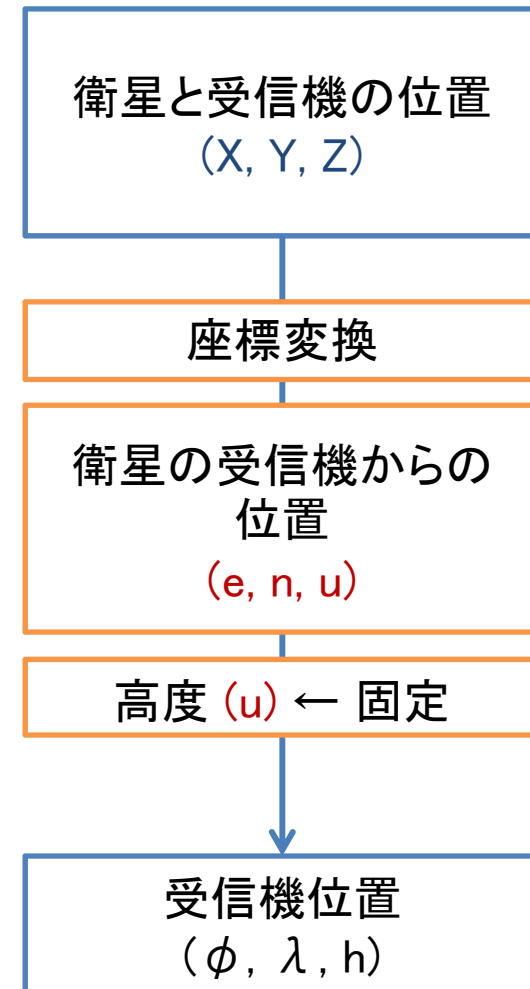 衛星と受信機の位置
(X, Y, Z)
座標変換
衛星の受信機からの
位置
(e, n, u)
高度 (u) ← 固定
受信機位置
(φ, λ, h)